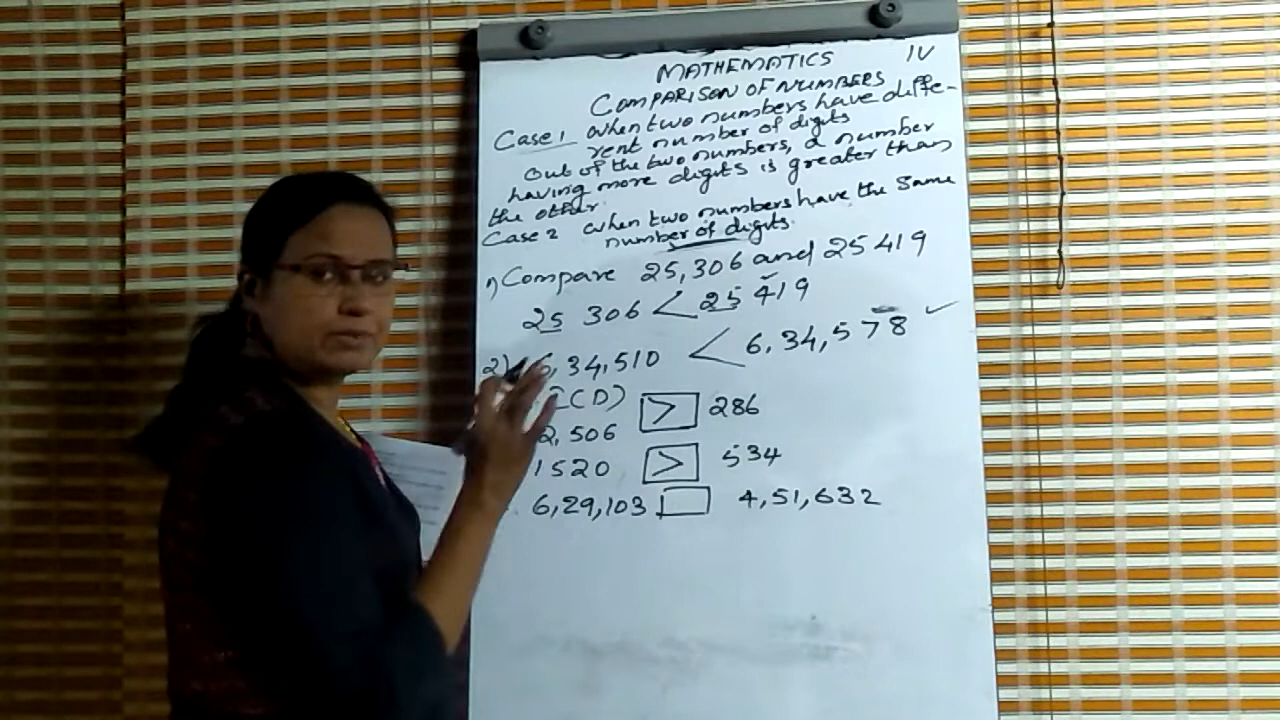 MATHEMATICS IV
COMPARISON OF NUMBERS
Case 1 When two numbers have diffe-
rent number of digits
Out of the two numbers, a number
having more digits is greater than
the other.
Case 2 When two numbers have the same
number of digits.
1) Compare 25,306 and 25 419
25 306 < 25 419
2) 6,34,510 < 6,34,578 ✓
(D)
2,506 > 286
1520 > 534
6,29,103 □ 4,51,632